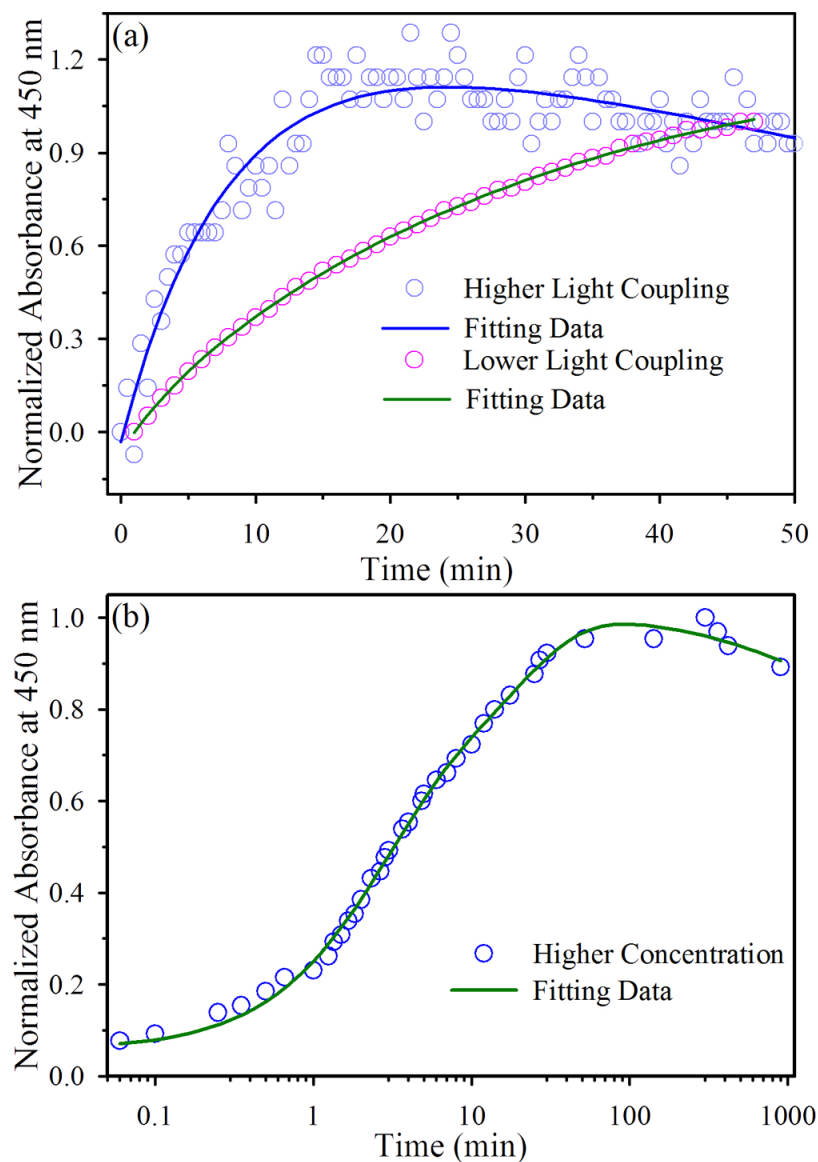 (a)
Normalized Absorbance at 450 nm
1.2
0.9
0.6
0.3
0.0
Higher Light Coupling
Fitting Data
Lower Light Coupling
Fitting Data
0 10 20 30 40 50
Time (min)
(b)
Normalized Absorbance at 450 nm
1.0
0.8
0.6
0.4
0.2
0.0
Higher Concentration
Fitting Data
0.1 1 10 100 1000
Time (min)